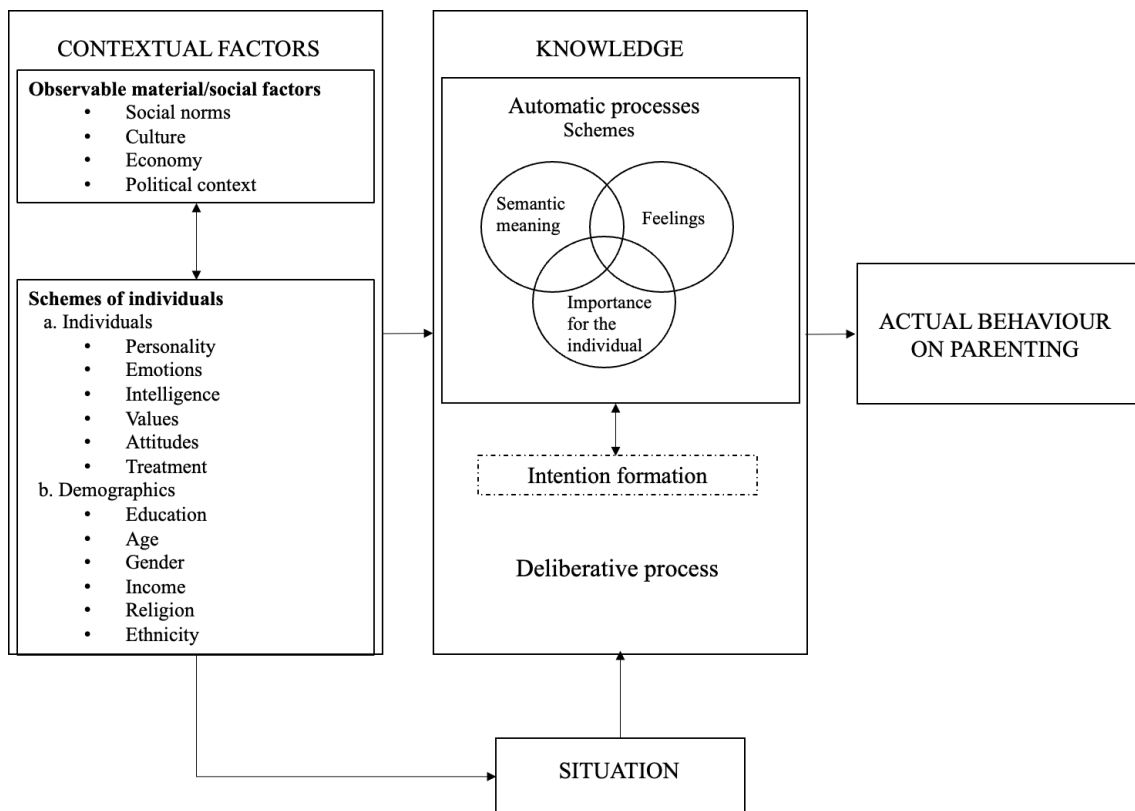 CONTEXTUAL FACTORS
Observable material/social factors
• Social norms
• Culture
• Economy
• Political context
Schemes of individuals
a. Individuals
• Personality
• Emotions
• Intelligence
• Values
• Attitudes
• Treatment
b. Demographics
• Education
• Age
• Gender
• Income
• Religion
• Ethnicity
KNOWLEDGE
Automatic processes
Schemes
Semantic
meaning
Feelings
Importance
for the
individual
Intention formation
Deliberative process
ACTUAL BEHAVIOUR
ON PARENTING
SITUATION